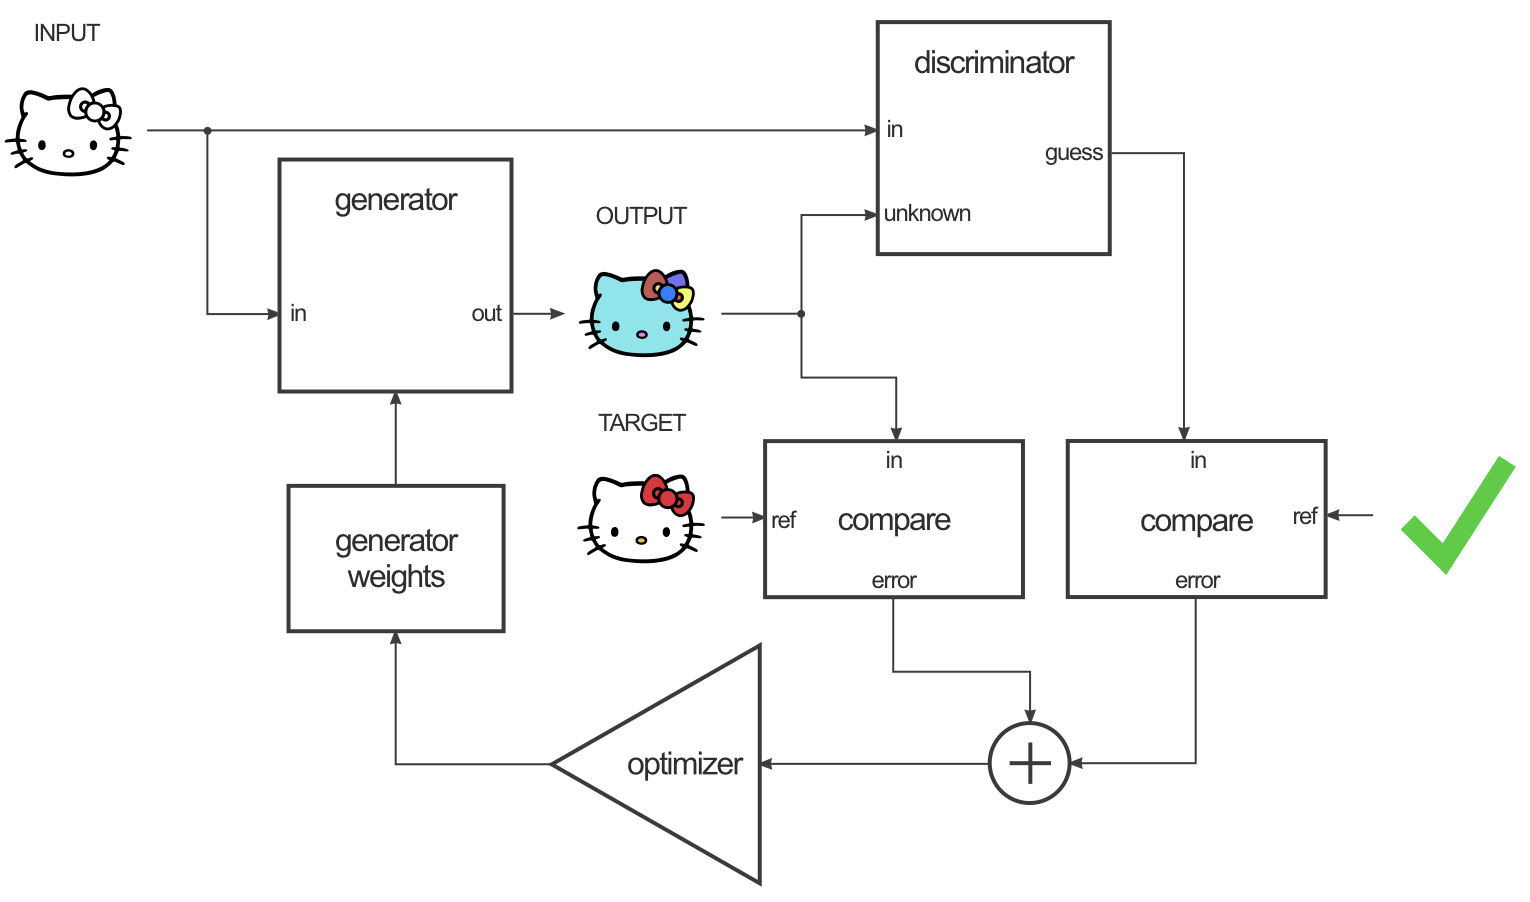 INPUT
discriminator
in
guess
generator
OUTPUT
unknown
in
out
TARGET
in
in
generator
weights
ref
compare
compare
ref
error
error
optimizer